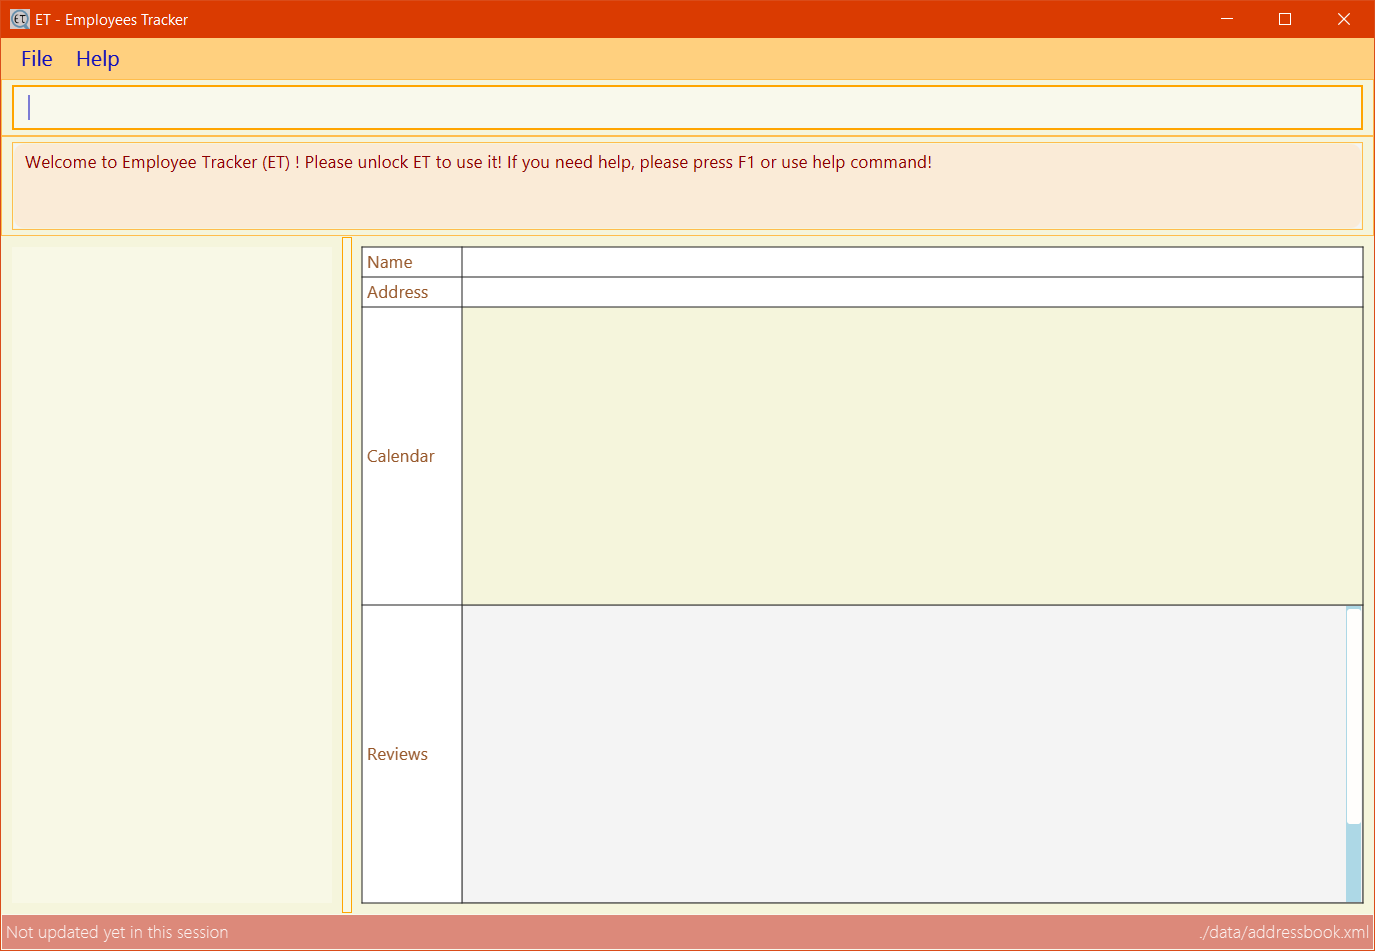 ET - Employees Tracker
File Help
Welcome to Employee Tracker (ET) ! Please unlock ET to use it! If you need help, please press F1 or use help command!
Name
Address
Calendar
Reviews
Not updated yet in this session ./data/addressbook.xml